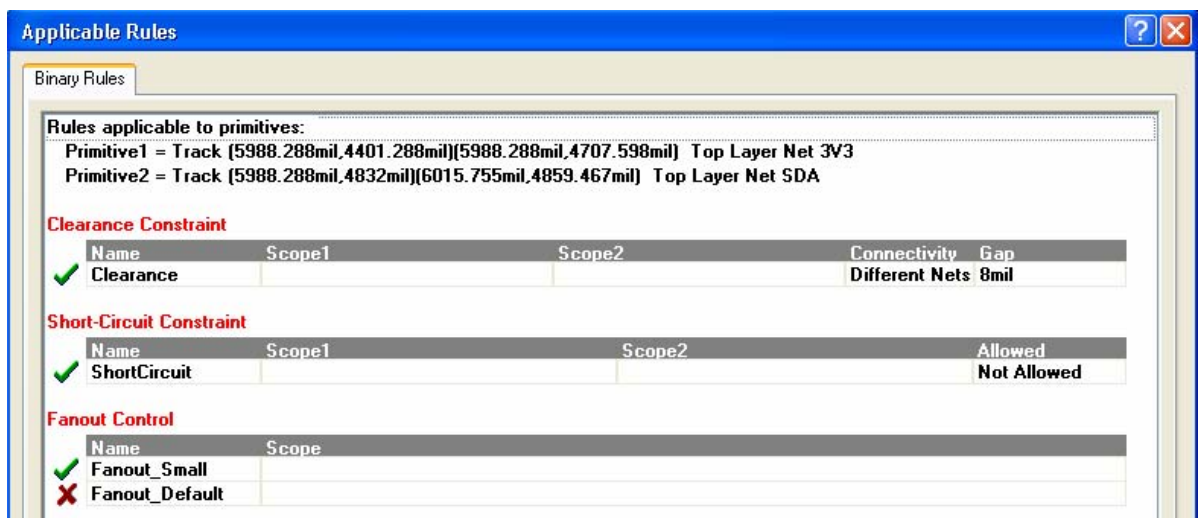 Applicable Rules
Binary Rules
Rules applicable to primitives:
Primitive1 = Track (5988.288mil,4401.288mil)(5988.288mil,4707.598mil) Top Layer Net 3V3
Primitive2 = Track (5988.288mil,4832mil)(6015.755mil,4859.467mil) Top Layer Net SDA
Clearance Constraint
Name Scope1 Scope2 Connectivity Gap
Clearance Different Nets 8mil
Short-Circuit Constraint
Name Scope1 Scope2 Allowed
ShortCircuit Not Allowed
Fanout Control
Name Scope
Fanout_Small
Fanout_Default